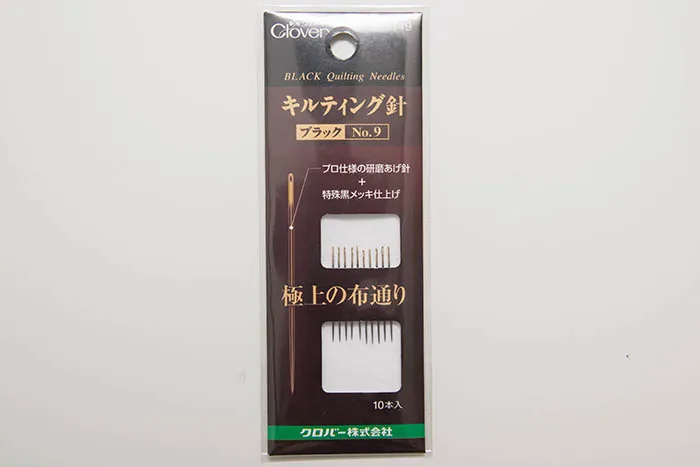 Clover
BLACK Quilting Needles
キルティング針
ブラック No.9
プロ仕様の研磨あげ針
+
特殊黒メッキ仕上げ
極上の布通り
10本入
クロバー株式会社